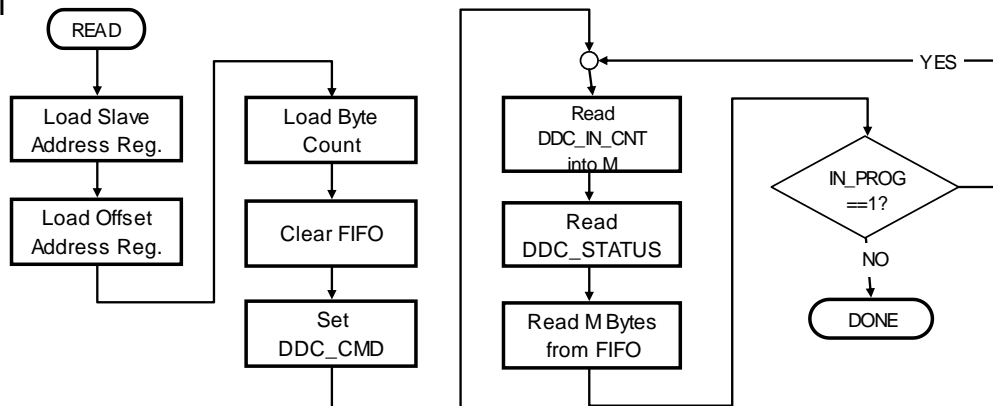 READ
Load Slave
Address Reg.
Load Offset
Address Reg.
Load Byte
Count
Clear FIFO
Set
DDC_CMD
Read
DDC_IN_CNT
into M
Read
DDC_STATUS
Read M Bytes
from FIFO
YES
IN_PROG
==1?
NO
DONE